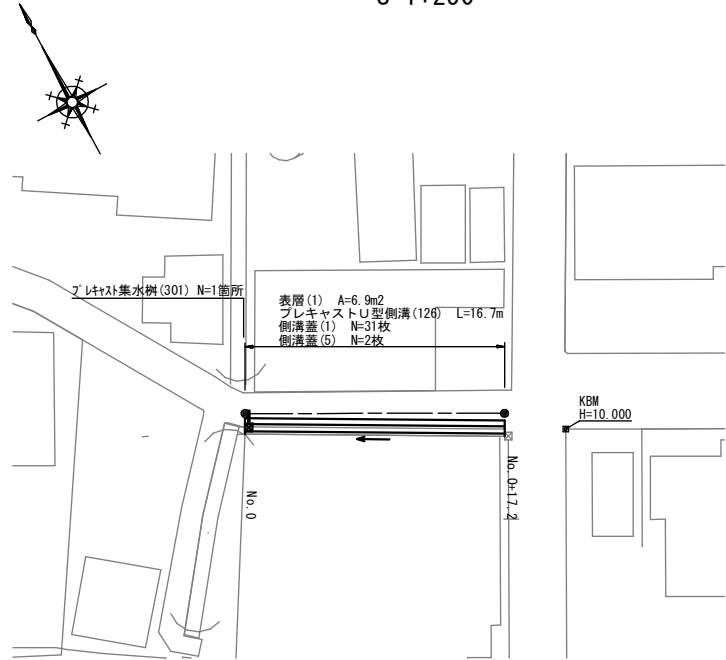 ﾌﾟﾚｷｬｽﾄ集水桝(301) N=1箇所
表層(1) A=6.9m2
プレキャストU型側溝(126) L=16.7m
側溝蓋(1) N=31枚
側溝蓋(5) N=2枚
KBM
H=10.000
No.0
No.0+17.2